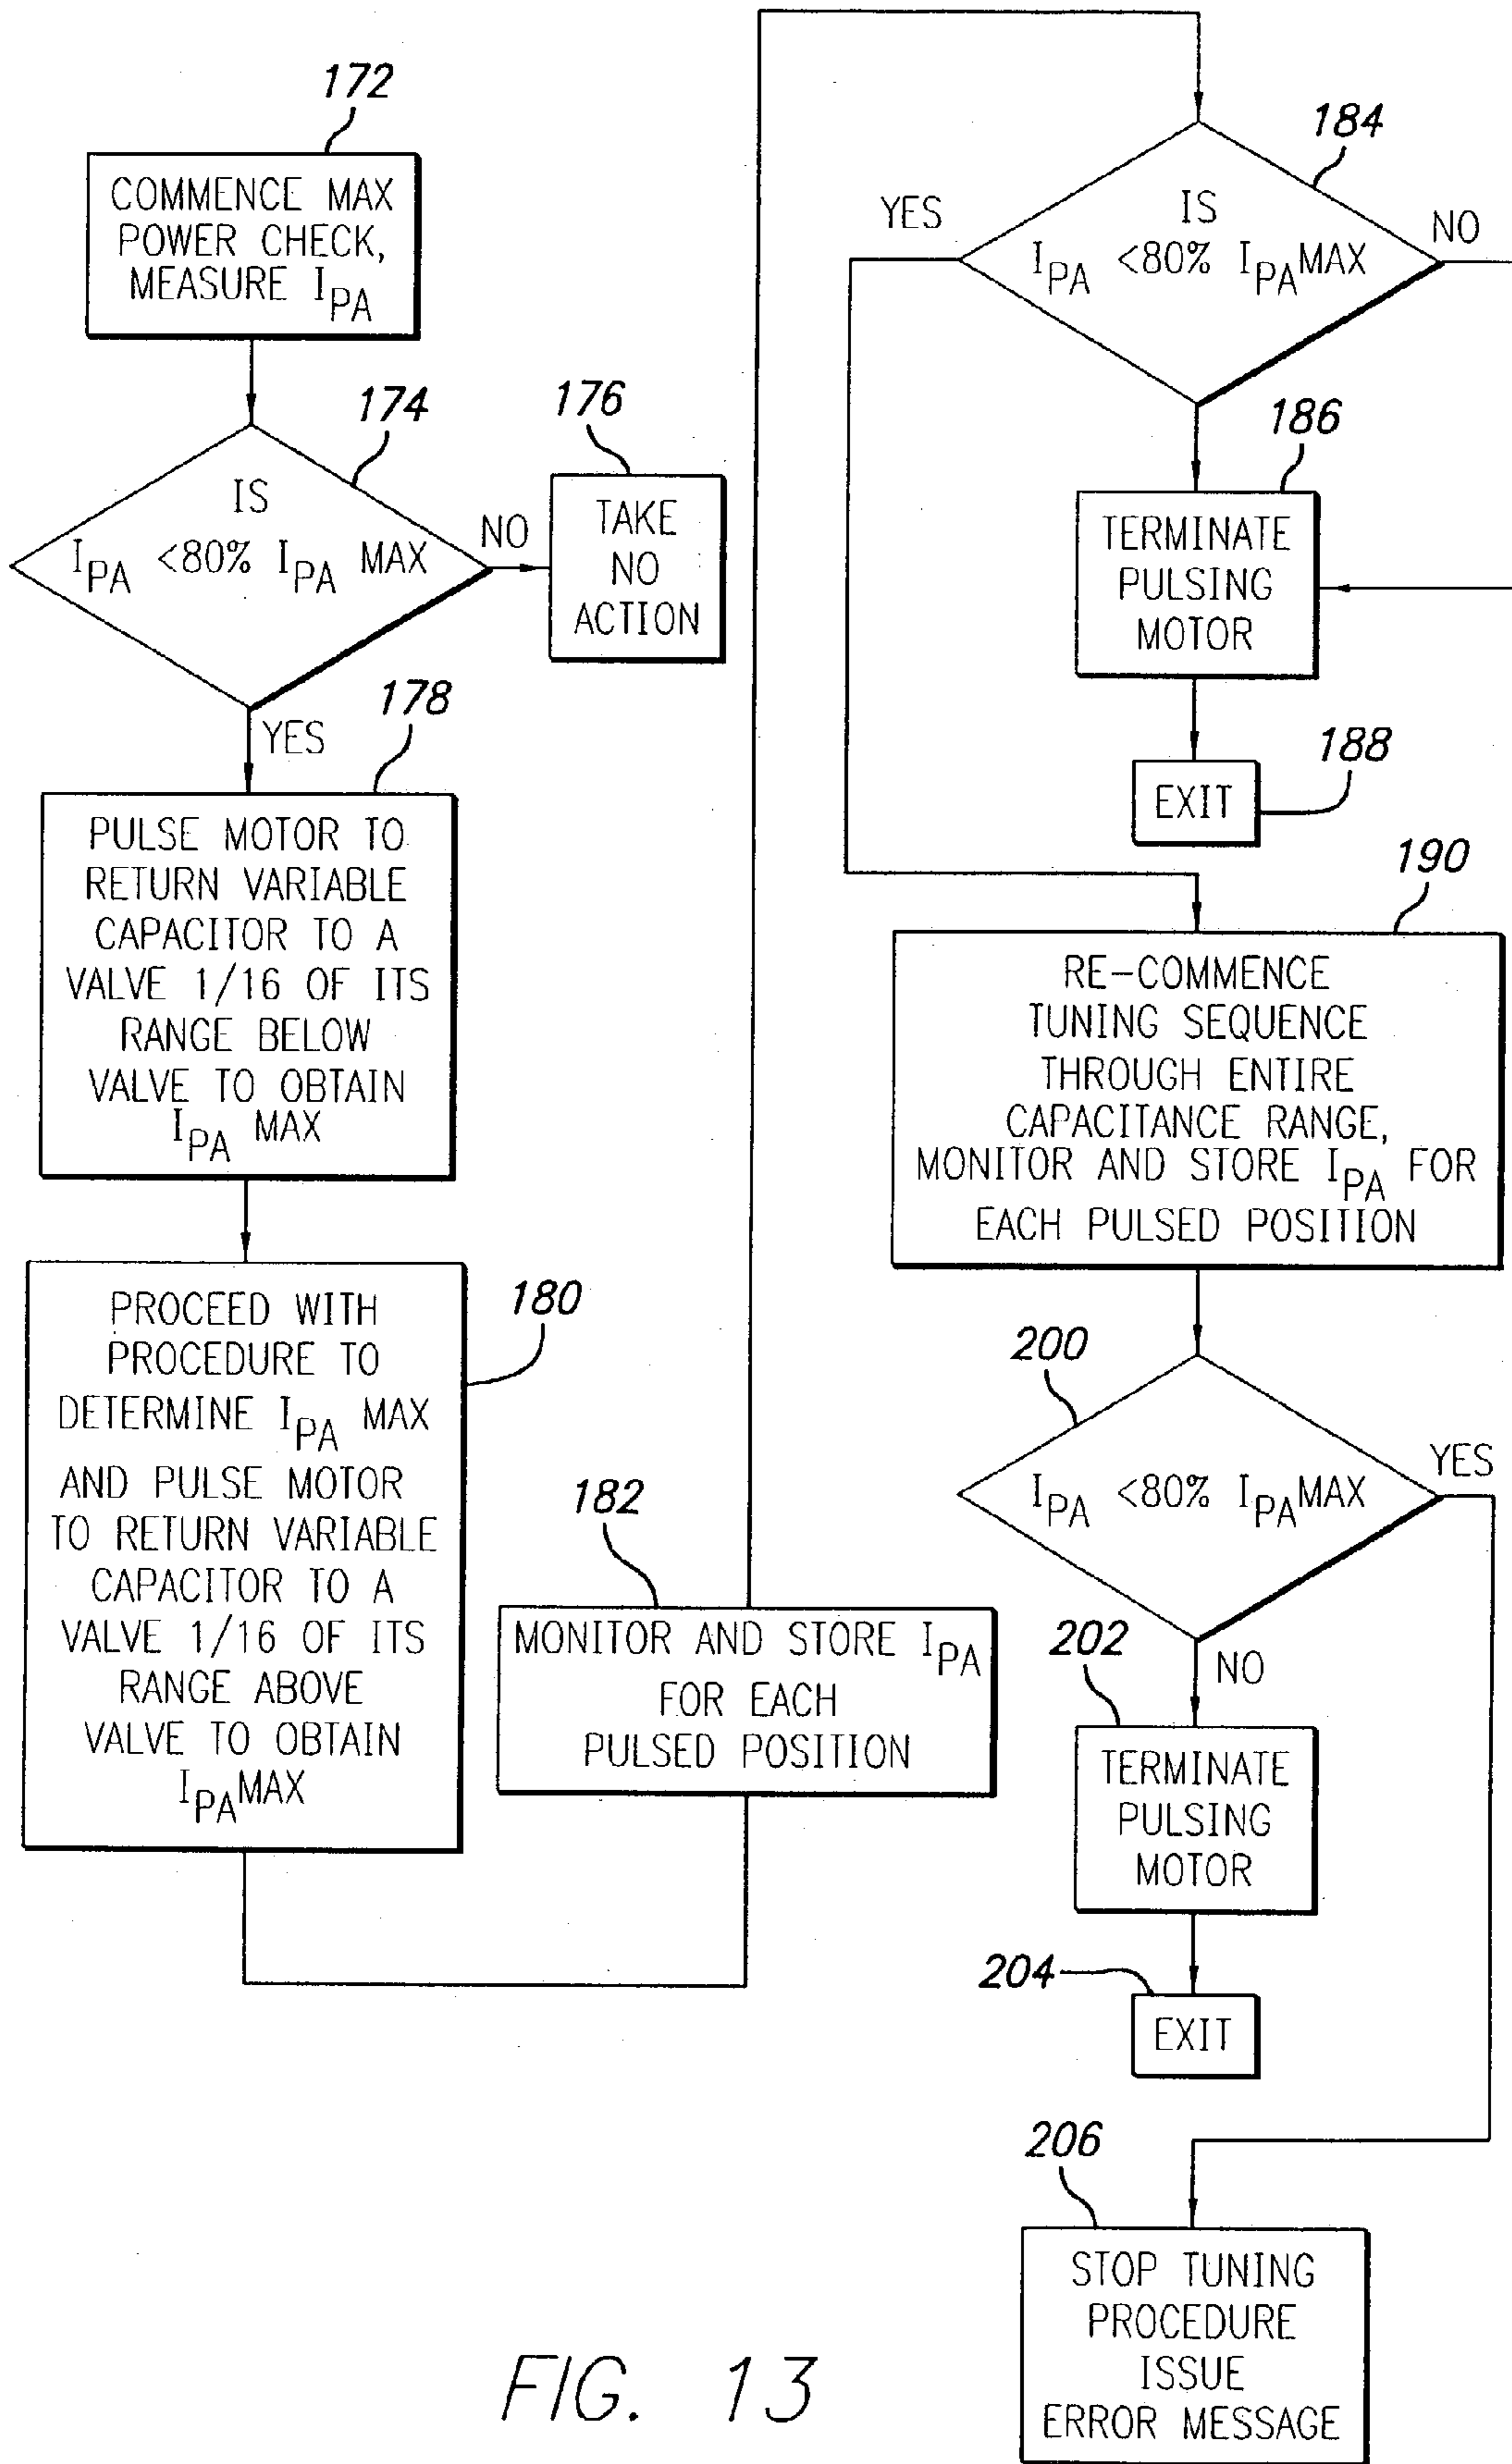 172
COMMENCE MAX
POWER CHECK,
MEASURE IPA
174
IS
IPA <80% IPA MAX
NO
YES
176
TAKE
NO
ACTION
178
PULSE MOTOR TO
RETURN VARIABLE
CAPACITOR TO A
VALVE 1/16 OF ITS
RANGE BELOW
VALVE TO OBTAIN
IPA MAX
180
PROCEED WITH
PROCEDURE TO
DETERMINE IPA MAX
AND PULSE MOTOR
TO RETURN VARIABLE
CAPACITOR TO A
VALVE 1/16 OF ITS
RANGE ABOVE
VALVE TO OBTAIN
IPA MAX
182
MONITOR AND STORE IPA
FOR EACH
PULSED POSITION
184
YES
IS
IPA <80% IPA MAX
NO
186
TERMINATE
PULSING
MOTOR
188
EXIT
190
RE-COMMENCE
TUNING SEQUENCE
THROUGH ENTIRE
CAPACITANCE RANGE,
MONITOR AND STORE IPA FOR
EACH PULSED POSITION
200
IPA <80% IPA MAX
YES
NO
202
TERMINATE
PULSING
MOTOR
204
EXIT
206
STOP TUNING
PROCEDURE
ISSUE
ERROR MESSAGE
FIG. 13